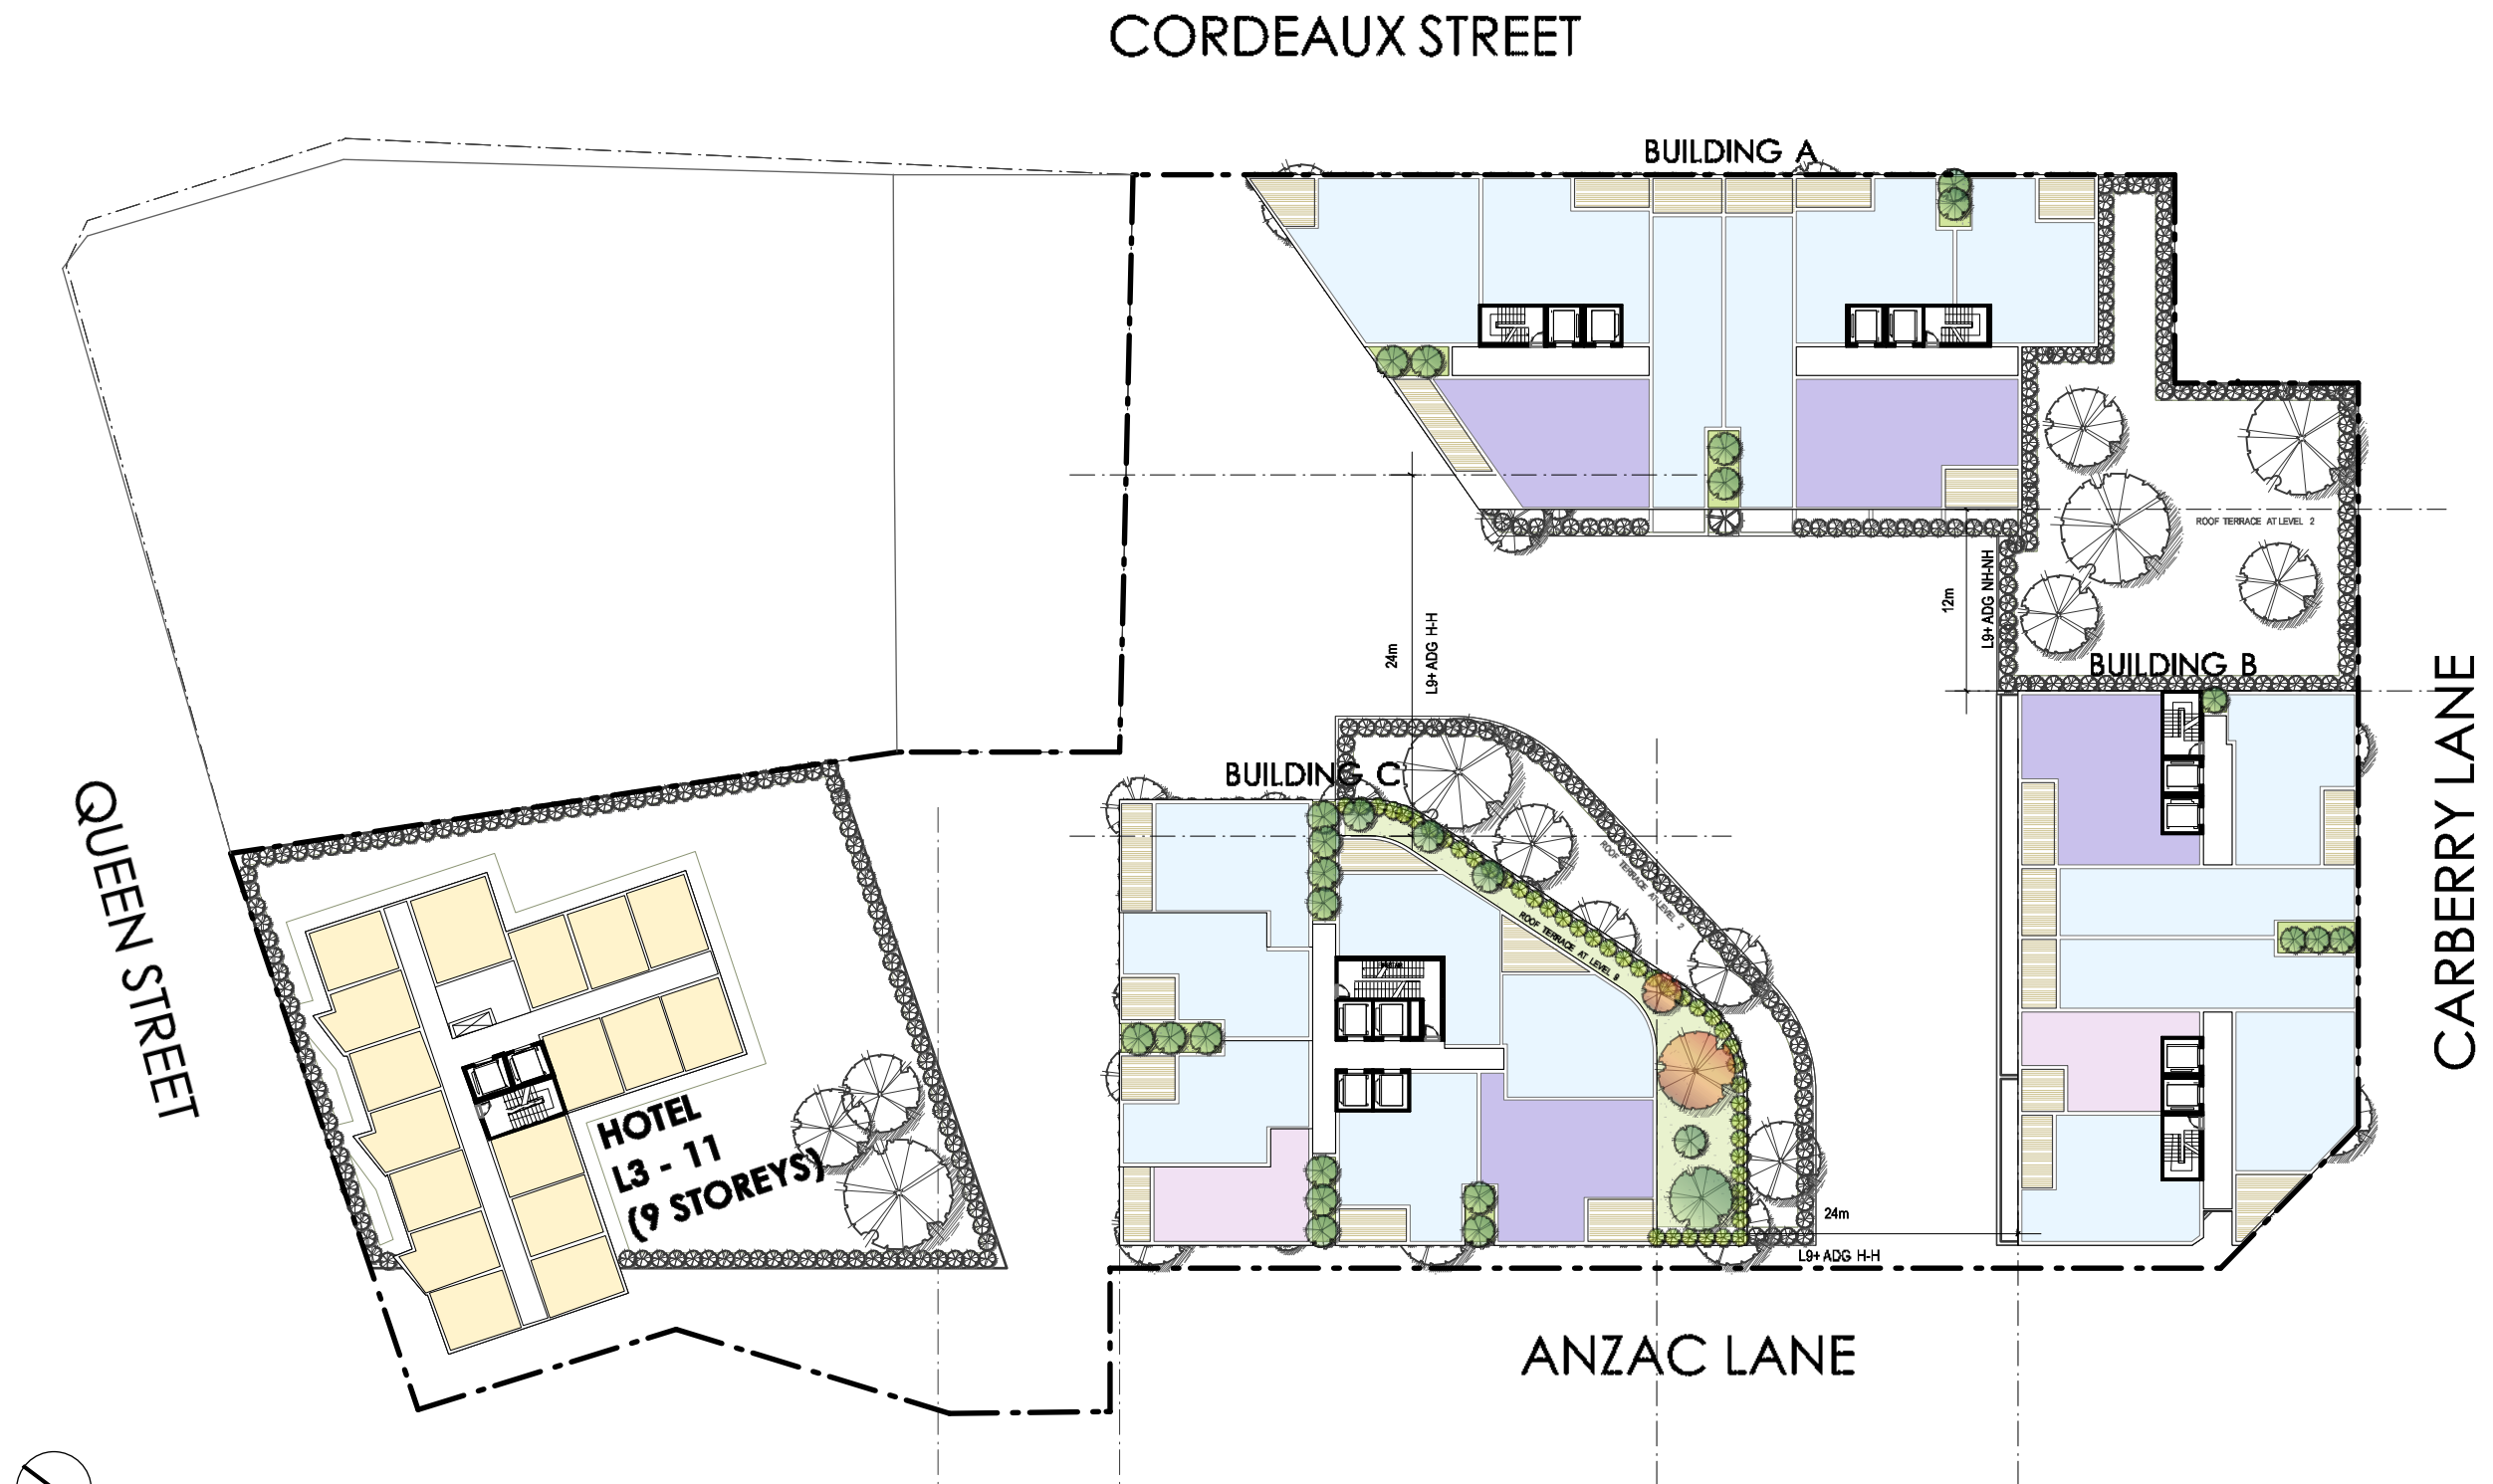 CORDEAUX STREET
BUILDING A
ROOF TERRACE AT LEVEL 2
12m
L9+ ADG NH-NH
24m
L9+ ADG H-H
BUILDING B
CARBERRY LANE
BUILDING C
ROOF TERRACE AT LEVEL 2
ROOF TERRACE AT LEVEL 9
QUEEN STREET
HOTEL
L3 - 11
(9 STOREYS)
24m
L9+ ADG H-H
ANZAC LANE